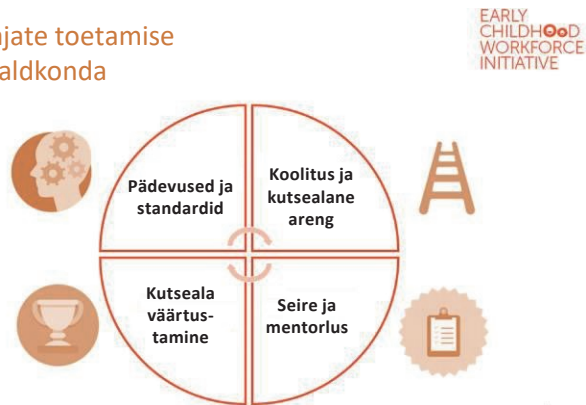 jate toetamise
aldkonda
EARLY
CHILDHOOD
WORKFORCE
INITIATIVE
Pädevused ja
standardid
Koolitus ja
kutsealane
areng
Kutseala
väärtus-
tamine
Seire ja
mentorlus